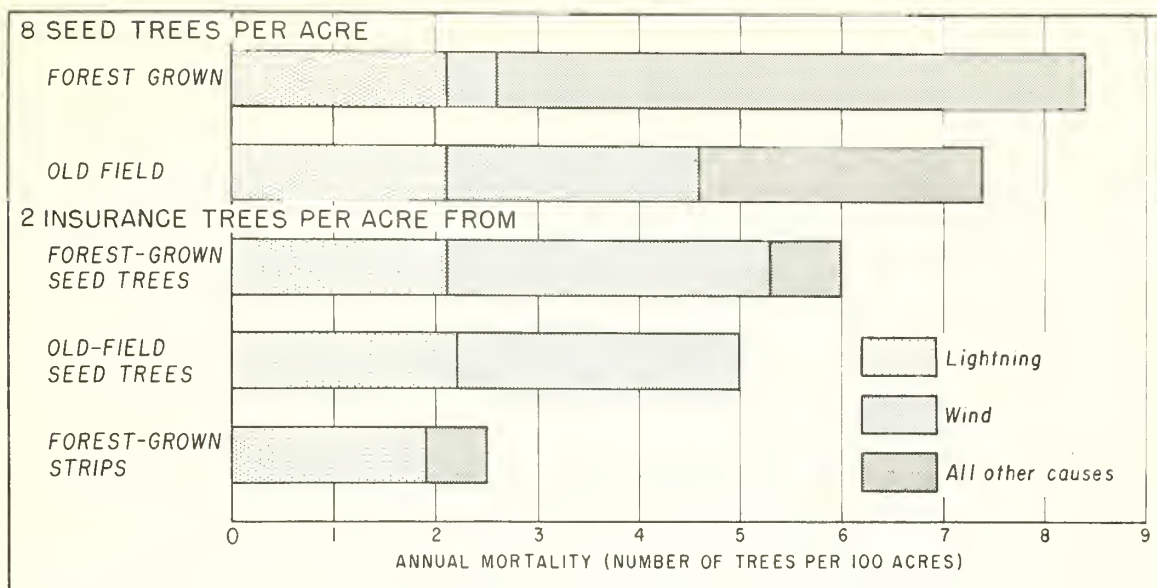 8 SEED TREES PER ACRE
FOREST GROWN
OLD FIELD
2 INSURANCE TREES PER ACRE FROM
FOREST-GROWN
SEED TREES
OLD-FIELD
SEED TREES
FOREST-GROWN
STRIPS
Lightning
Wind
All other causes
0 1 2 3 4 5 6 7 8 9
ANNUAL MORTALITY (NUMBER OF TREES PER 100 ACRES)